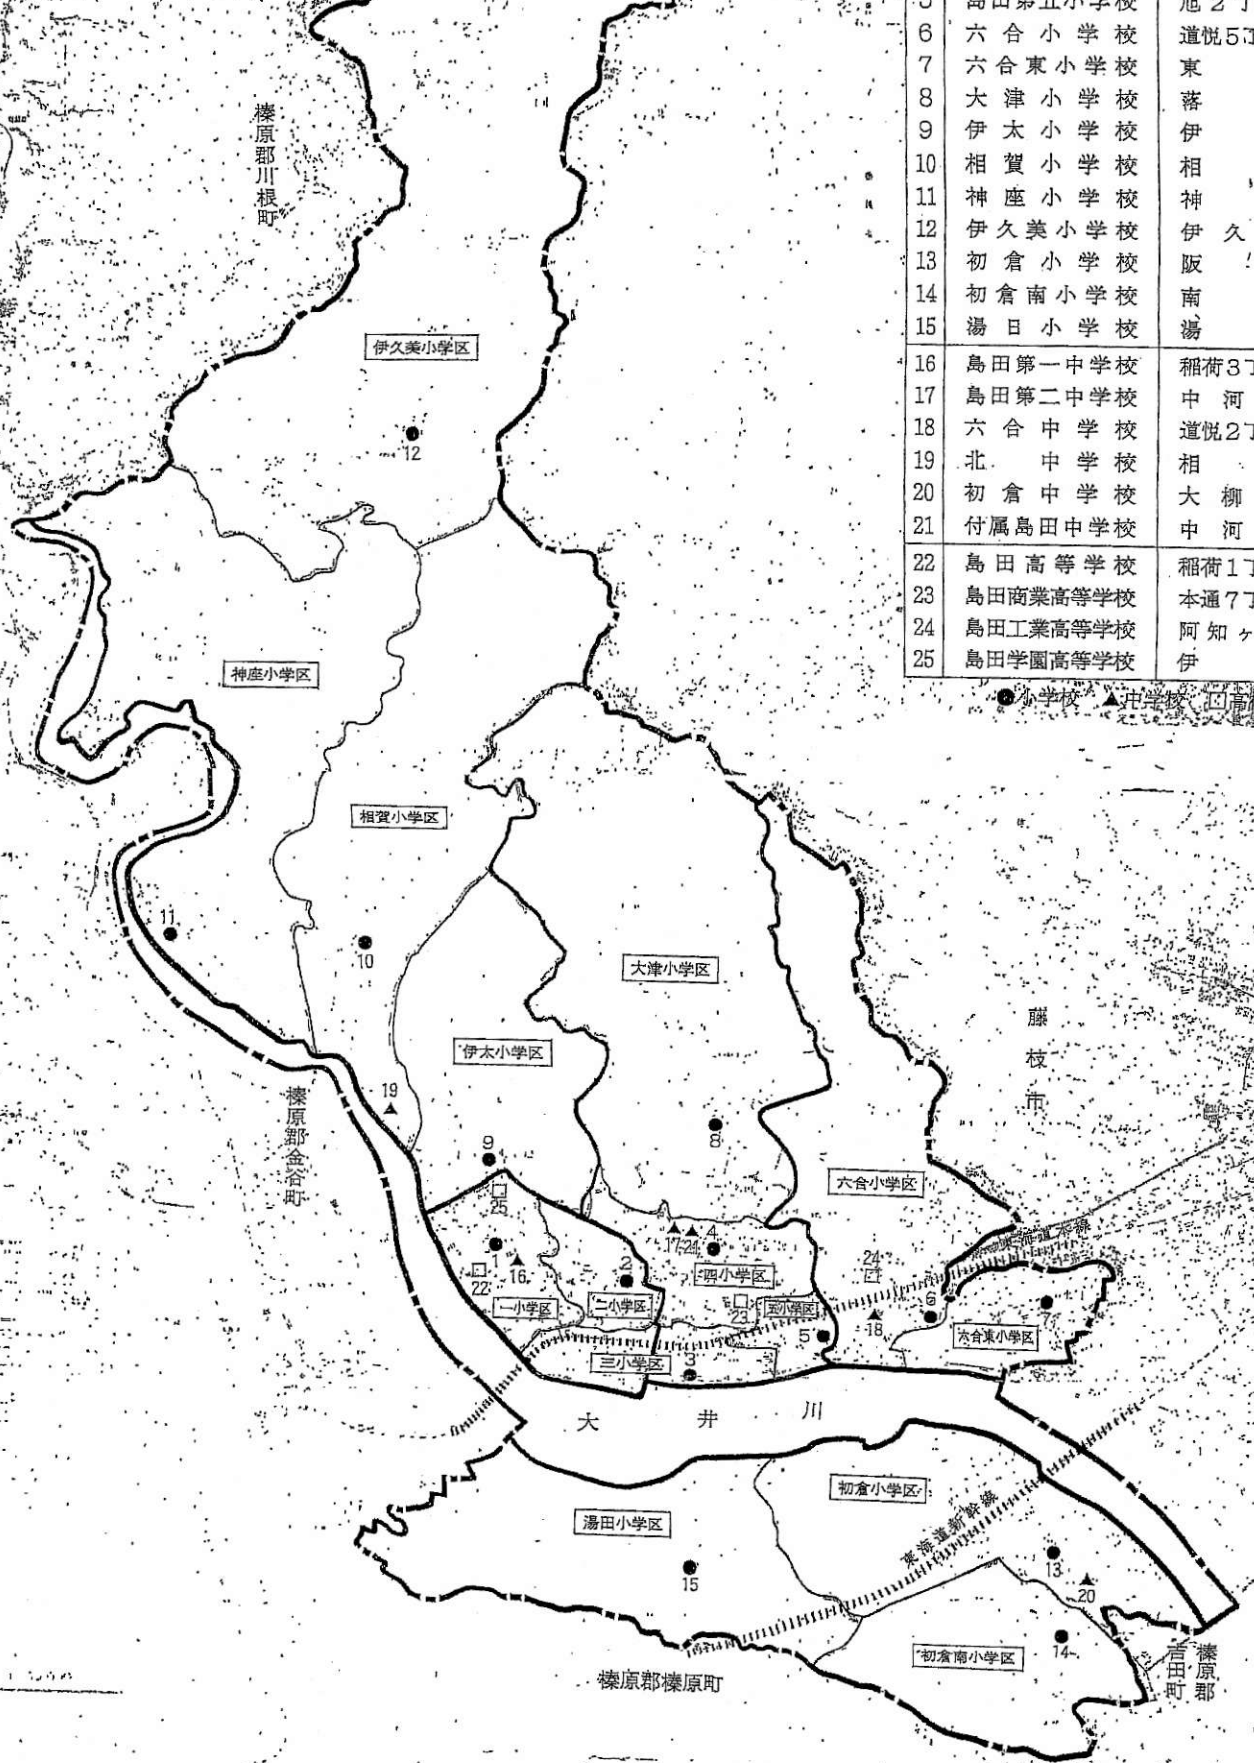 5 島田第五小学校 旭2丁
6 六合小学校 道悦5丁
7 六合東小学校 東
8 大津小学校 落
9 伊太小学校 伊
10 相賀小学校 相
11 神座小学校 神
12 伊久美小学校 伊久
13 初倉小学校 阪
14 初倉南小学校 南
15 湯日小学校 湯
16 島田第一中学校 稲荷3丁
17 島田第二中学校 中河
18 六合中学校 道悦2丁
19 北中学校 相
20 初倉中学校 大柳
21 付属島田中学校 中河
22 島田高等学校 稲荷1丁
23 島田商業高等学校 本通7丁
24 島田工業高等学校 阿知ヶ
25 島田学園高等学校 伊
●小学校 ▲中学校 □高
榛原郡川根町
伊久美小学区
12
神座小学区
相賀小学区
11
10
大津小学区
伊太小学区
藤枝市
榛原郡金谷町
19
9
8
六合小学区
25
東海道本線
17
21
4
1
16
22
2
四小学区
24
一小学区
二小学区
23
五小学区
18
6
7
六合東小学区
5
三小学区
3
大井川
初倉小学区
湯田小学区
東海道新幹線
15
13
20
14
初倉南小学区
榛原郡榛原町
榛原郡
吉田町